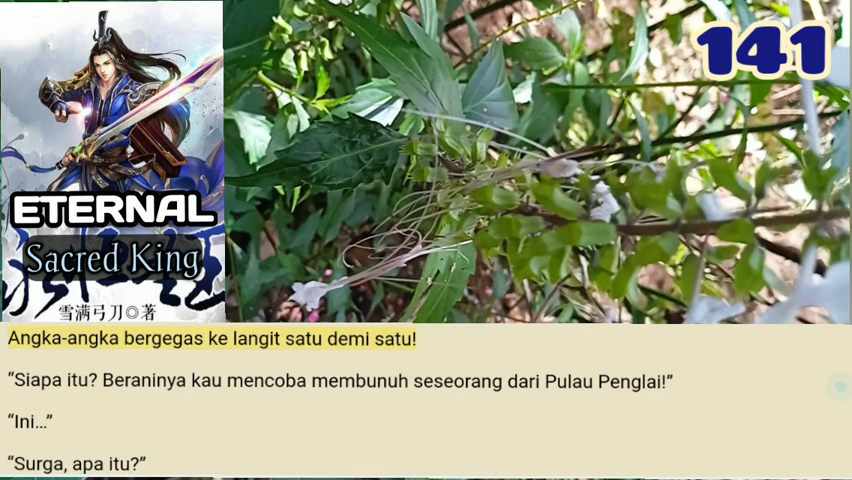 141
ETERNAL
Sacred King
雪满弓刀◎著
Angka-angka bergegas ke langit satu demi satu!
“Siapa itu? Beraninya kau mencoba membunuh seseorang dari Pulau Penglai!”
“Ini...”
“Surga, apa itu?”